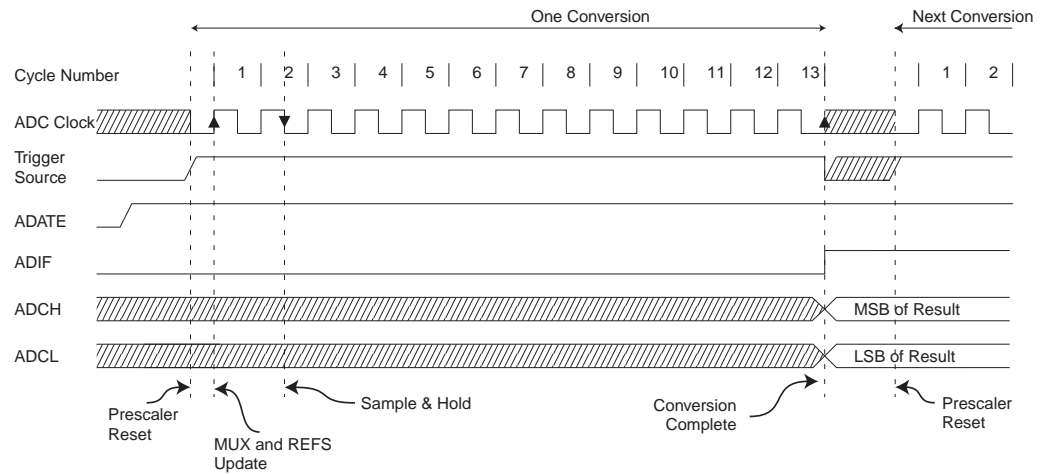 One Conversion
Next Conversion
Cycle Number
1 2 3 4 5 6 7 8 9 10 11 12 13 1 2
ADC Clock
Trigger
Source
ADATE
ADIF
ADCH
MSB of Result
ADCL
LSB of Result
Prescaler
Reset
MUX and REFS
Update
Sample & Hold
Conversion
Complete
Prescaler
Reset